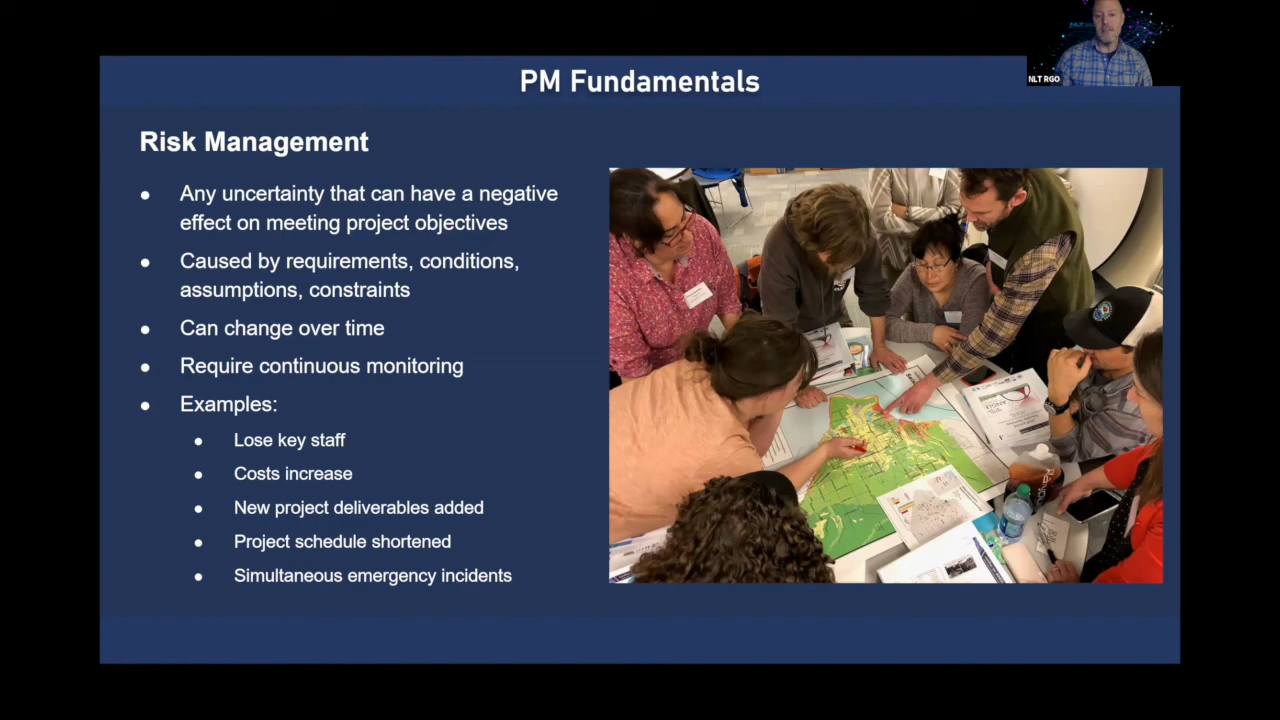 NLT RGO
PM Fundamentals
Risk Management
● Any uncertainty that can have a negative
effect on meeting project objectives
● Caused by requirements, conditions,
assumptions, constraints
● Can change over time
● Require continuous monitoring
● Examples:
● Lose key staff
● Costs increase
● New project deliverables added
● Project schedule shortened
● Simultaneous emergency incidents